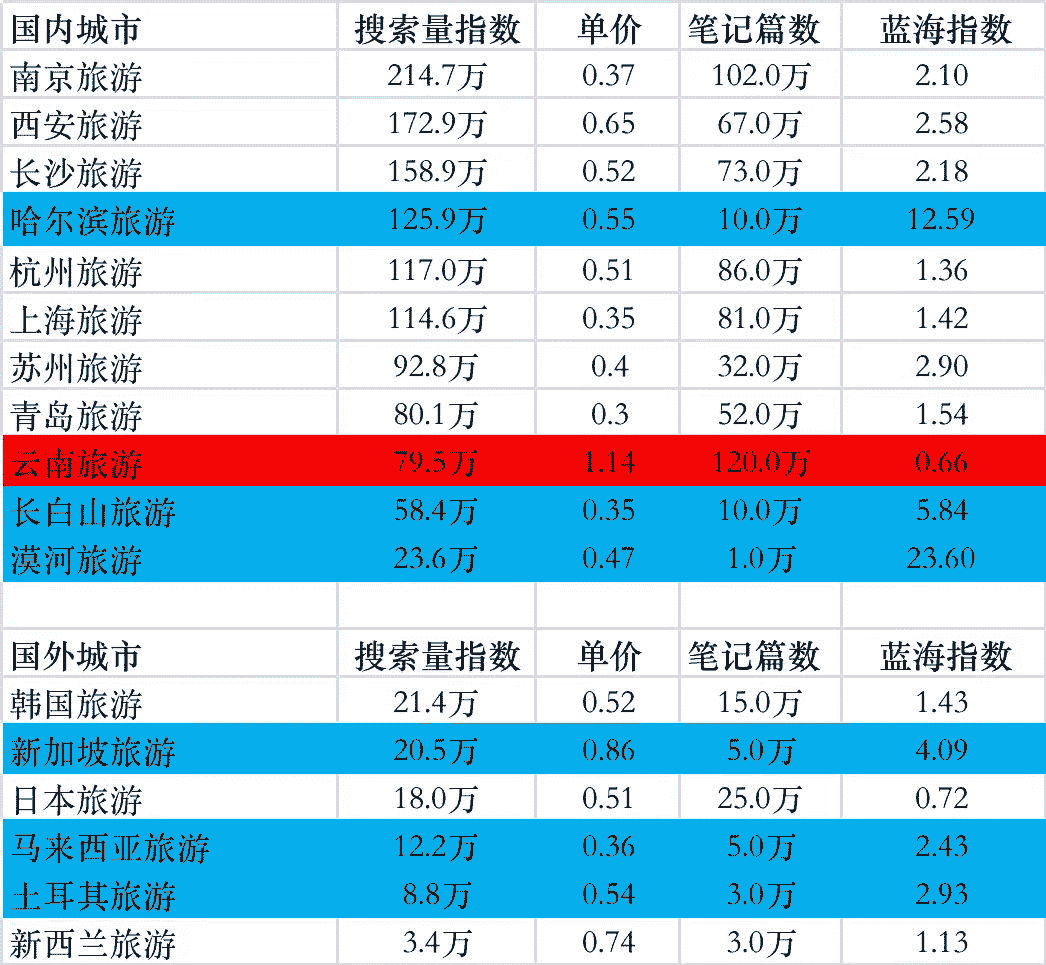 国内城市 搜索量指数 单价 笔记篇数 蓝海指数
南京旅游 214.7万 0.37 102.0万 2.10
西安旅游 172.9万 0.65 67.0万 2.58
长沙旅游 158.9万 0.52 73.0万 2.18
哈尔滨旅游 125.9万 0.55 10.0万 12.59
杭州旅游 117.0万 0.51 86.0万 1.36
上海旅游 114.6万 0.35 81.0万 1.42
苏州旅游 92.8万 0.4 32.0万 2.90
青岛旅游 80.1万 0.3 52.0万 1.54
云南旅游 79.5万 1.14 120.0万 0.66
长白山旅游 58.4万 0.35 10.0万 5.84
漠河旅游 23.6万 0.47 1.0万 23.60
国外城市 搜索量指数 单价 笔记篇数 蓝海指数
韩国旅游 21.4万 0.52 15.0万 1.43
新加坡旅游 20.5万 0.86 5.0万 4.09
日本旅游 18.0万 0.51 25.0万 0.72
马来西亚旅游 12.2万 0.36 5.0万 2.43
土耳其旅游 8.8万 0.54 3.0万 2.93
新西兰旅游 3.4万 0.74 3.0万 1.13